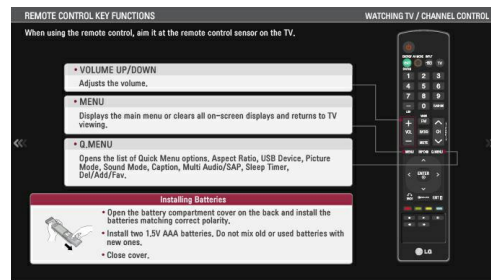 REMOTE CONTROL KEY FUNCTIONS
WATCHING TV / CHANNEL CONTROL
When using the remote control, aim it at the remote control sensor on the TV.
• VOLUME UP/DOWN
Adjusts the volume.
• MENU
Displays the main menu or clears all on-screen displays and returns to TV
viewing.
• Q.MENU
Opens the list of Quick Menu options. Aspect Ratio, USB Device, Picture
Mode, Sound Mode, Caption, Multi Audio/SAP, Sleep Timer,
Del/Add/Fav.
Installing Batteries
• Open the battery compartment cover on the back and install the
batteries matching correct polarity.
• Install two 1,5V AAA batteries. Do not mix old or used batteries with
new ones.
• Close cover.
TV
1 2 3
4 5 6
7 8 9
0
VOL
CH
MENU
Q.MENU
ENTER
LG